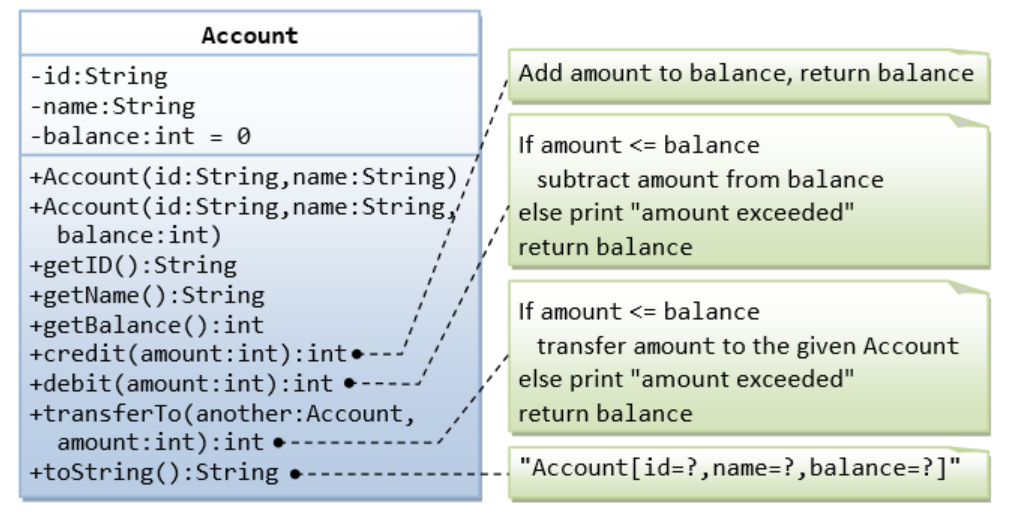 Account
-id:String
-name:String
-balance:int = 0
+Account(id:String,name:String)
+Account(id:String,name:String,
balance:int)
+getID():String
+getName():String
+getBalance():int
+credit(amount:int):int
+debit(amount:int):int
+transferTo(another:Account,
amount:int):int
+toString():String
Add amount to balance, return balance
If amount <= balance
subtract amount from balance
else print "amount exceeded"
return balance
If amount <= balance
transfer amount to the given Account
else print "amount exceeded"
return balance
"Account[id=?,name=?,balance=?]"